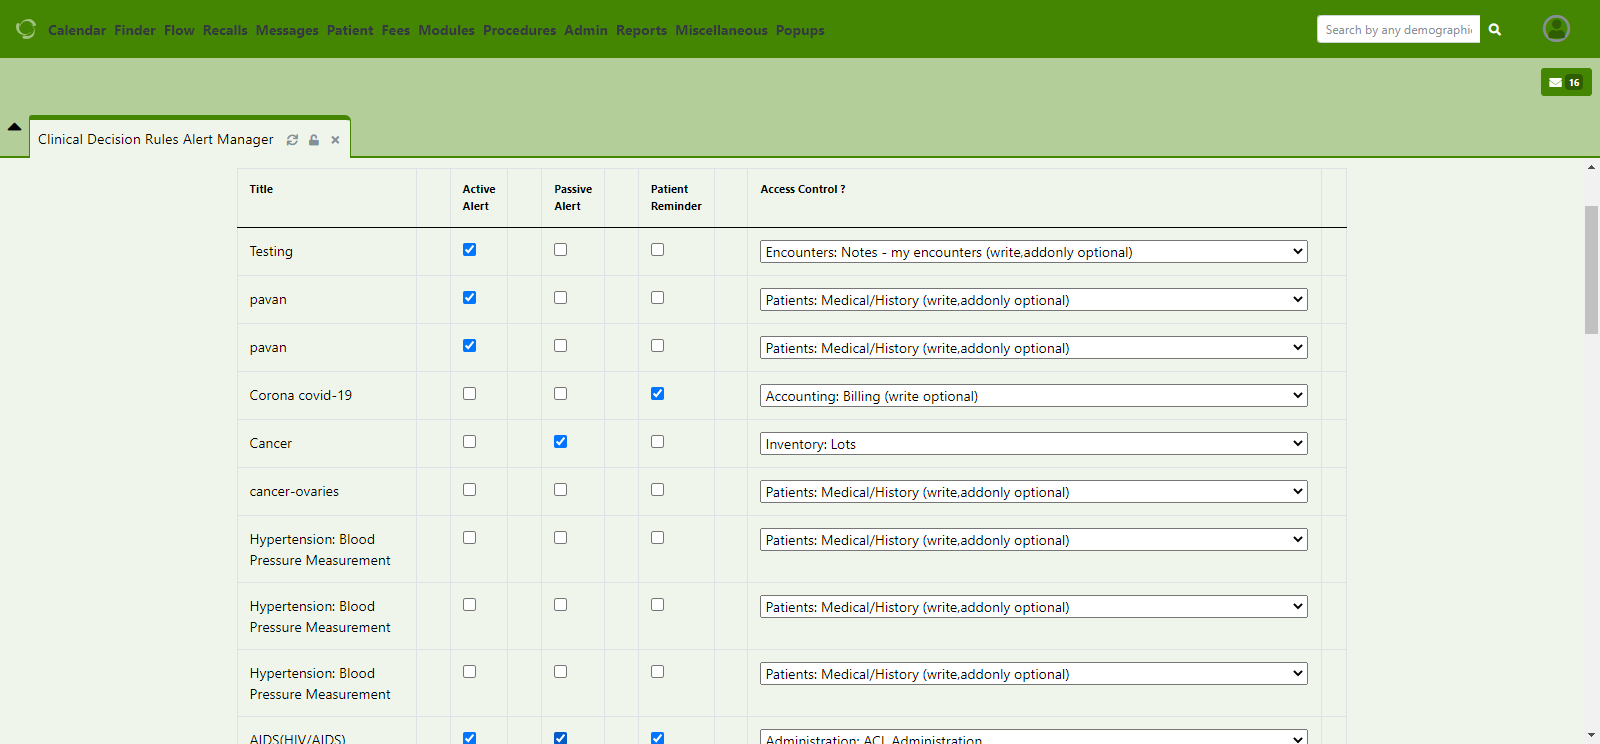 Calendar Finder Flow Recalls Messages Patient Fees Modules Procedures Admin Reports Miscellaneous Popups
Search by any demographic
16
Clinical Decision Rules Alert Manager
Title Active Alert Passive Alert Patient Reminder Access Control ?
Testing Encounters: Notes - my encounters (write,addonly optional)
pavan Patients: Medical/History (write,addonly optional)
pavan Patients: Medical/History (write,addonly optional)
Corona covid-19 Accounting: Billing (write optional)
Cancer Inventory: Lots
cancer-ovaries Patients: Medical/History (write,addonly optional)
Hypertension: Blood Patients: Medical/History (write,addonly optional)
Pressure Measurement
Hypertension: Blood Patients: Medical/History (write,addonly optional)
Pressure Measurement
Hypertension: Blood Patients: Medical/History (write,addonly optional)
Pressure Measurement
AIDS(HIV/AIDS) Administration: ACL Administration